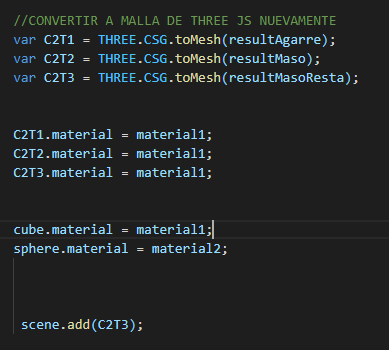 //CONVERTIR A MALLA DE THREE JS NUEVAMENTE
var C2T1 = THREE.CSG.toMesh(resultAgarre);
var C2T2 = THREE.CSG.toMesh(resultMaso);
var C2T3 = THREE.CSG.toMesh(resultMasoResta);
C2T1.material = material1;
C2T2.material = material1;
C2T3.material = material1;
cube.material = material1;
sphere.material = material2;
scene.add(C2T3);